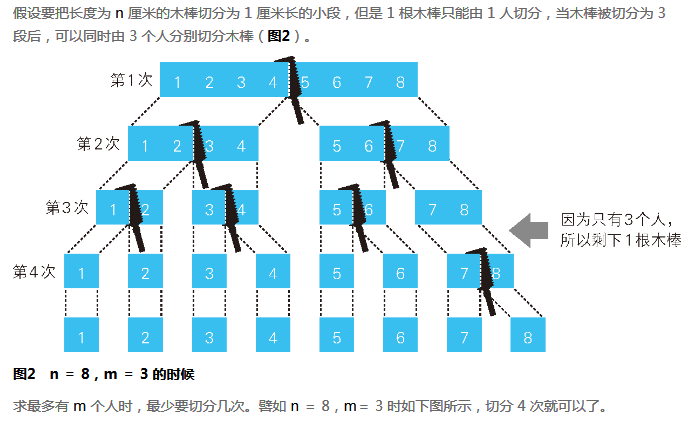 假设要把长度为 n 厘米的木棒切分为 1 厘米长的小段，但是 1 根木棒只能由 1 人切分，当木棒被切分为 3
段后，可以同时由 3 个人分别切分木棒（图2）。
第1次 1 2 3 4 5 6 7 8
第2次 1 2 3 4 5 6 7 8
第3次 1 2 3 4 5 6 7 8
因为只有3个人，
所以剩下1根木棒
第4次 1 2 3 4 5 6 7 8
1 2 3 4 5 6 7 8
图2 n = 8，m = 3 的时候
求最多有 m 个人时，最少要切分几次。譬如 n = 8，m = 3 时如下图所示，切分 4 次就可以了。